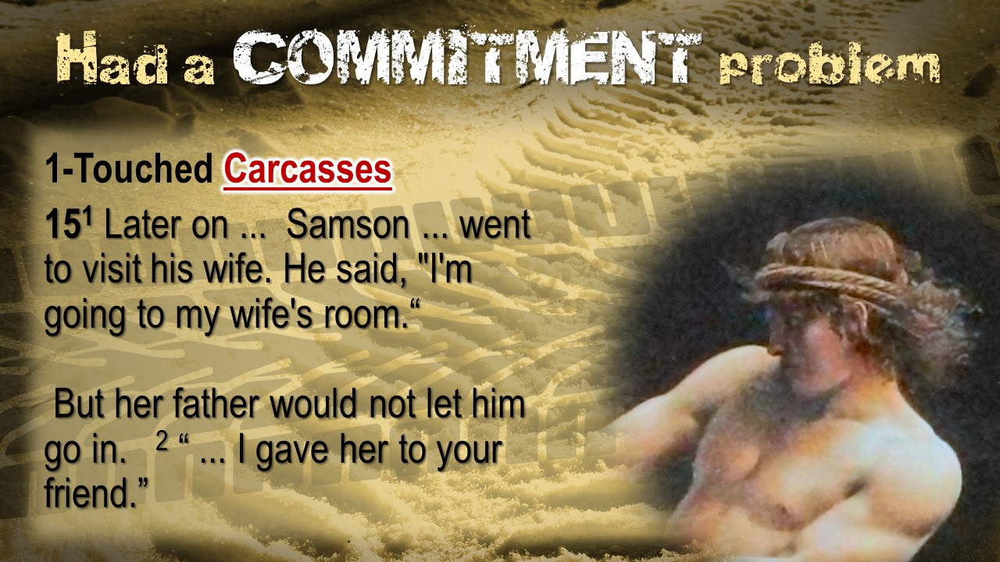 Had a COMMITMENT problem
1-Touched Carcasses
15¹ Later on ... Samson ... went
to visit his wife. He said, "I'm
going to my wife's room.“
But her father would not let him
go in. ² “ ... I gave her to your
friend.”